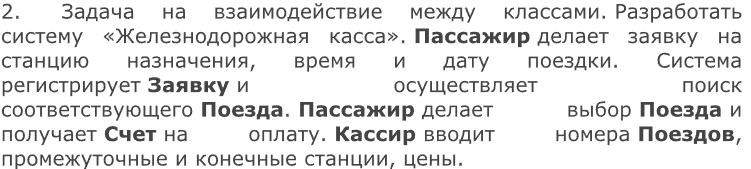 2. Задача на взаимодействие между классами. Разработать
систему «Железнодорожная касса». Пассажир делает заявку на
станцию назначения, время и дату поездки. Система
регистрирует Заявку и осуществляет поиск
соответствующего Поезда. Пассажир делает выбор Поезда и
получает Счет на оплату. Кассир вводит номера Поездов,
промежуточные и конечные станции, цены.